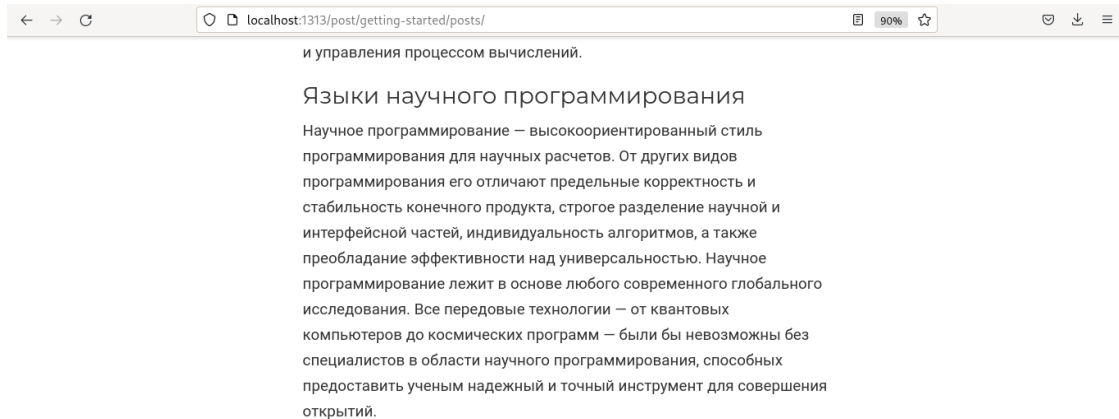 localhost:1313/post/getting-started/posts/
90%
и управления процессом вычислений.
Языки научного программирования
Научное программирование — высокоориентированный стиль
программирования для научных расчетов. От других видов
программирования его отличают предельные корректность и
стабильность конечного продукта, строгое разделение научной и
интерфейсной частей, индивидуальность алгоритмов, а также
преобладание эффективности над универсальностью. Научное
программирование лежит в основе любого современного глобального
исследования. Все передовые технологии — от квантовых
компьютеров до космических программ — были бы невозможны без
специалистов в области научного программирования, способных
предоставить ученым надежный и точный инструмент для совершения
открытий.